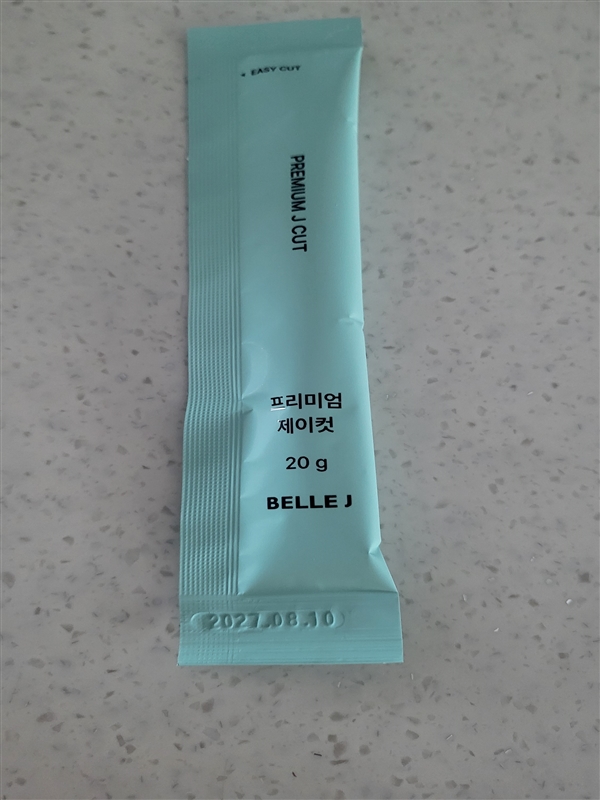 EASY CUT
PREMIUM J CUT
프리미엄
제이컷
20 g
BELLE J
2027.08.10